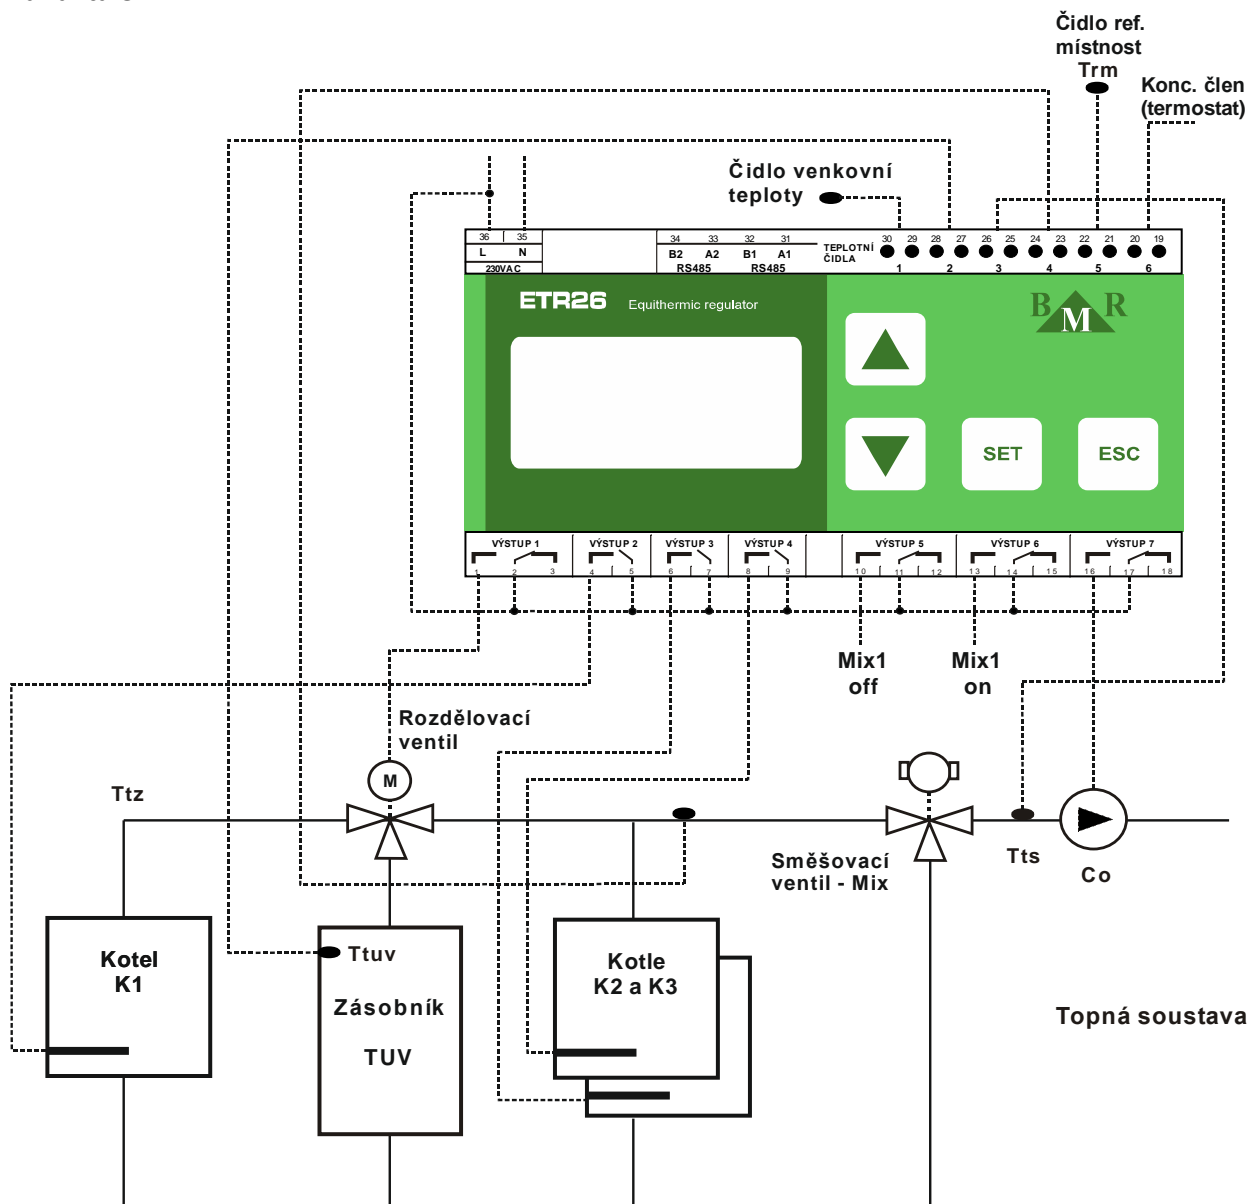 Čidlo ref.
místnost
Trm
Konc. člen
(termostat)
Čidlo venkovní
teploty
36 35
L N
230VAC
34 33 32 31
B2 A2 B1 A1
RS485 RS485
TEPLOTNÍ
ČIDLA
30 29 28 27 26 25 24 23 22 21 20 19
1 2 3 4 5 6
ETR26 Equithermic regulator
B M R
SET
ESC
VÝSTUP 1 VÝSTUP 2 VÝSTUP 3 VÝSTUP 4 VÝSTUP 5 VÝSTUP 6 VÝSTUP 7
1 2 3 4 5 6 7 8 9 10 11 12 13 14 15 16 17 18
Mix1
off
Mix1
on
Rozdělovací
ventil
M
Ttz
Směšovací
ventil - Mix
Tts
Co
Kotel
K1
Ttuv
Zásobník
TUV
Kotle
K2 a K3
Topná soustava